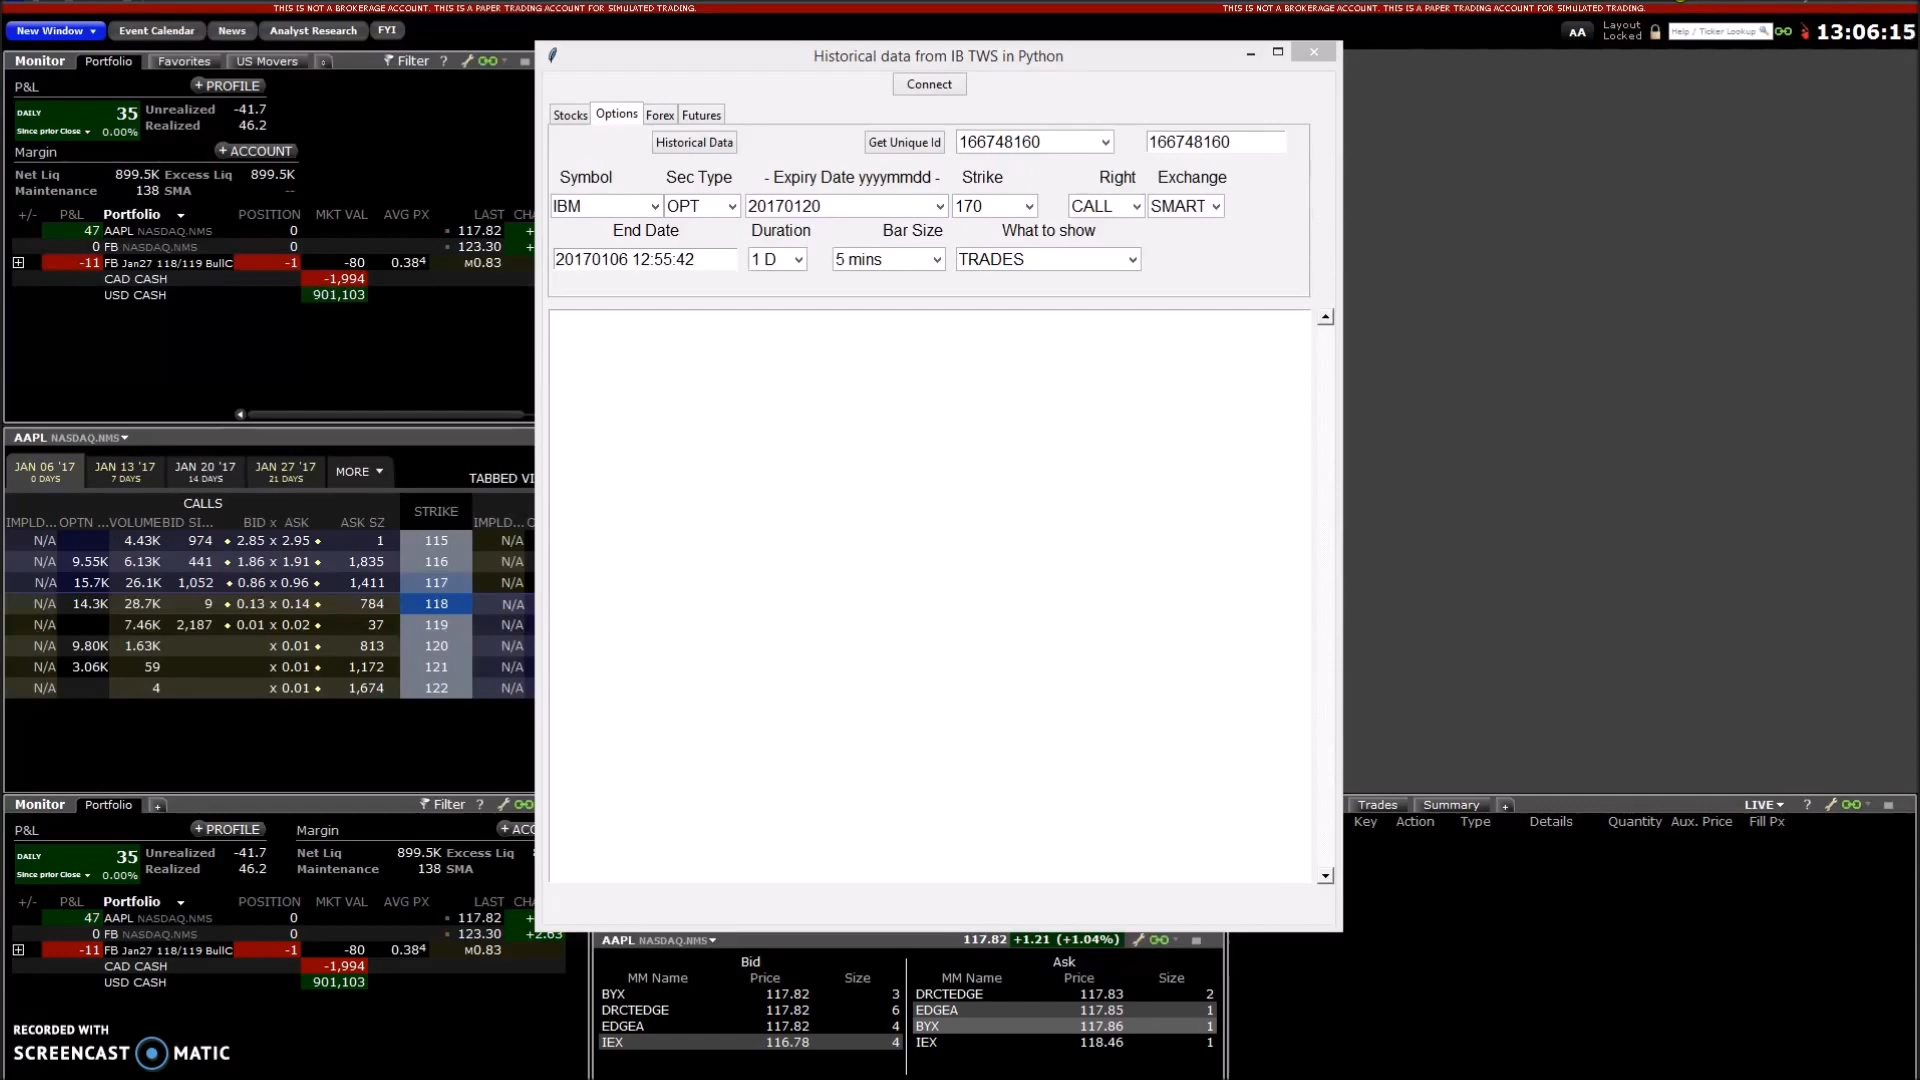 THIS IS NOT A BROKERAGE ACCOUNT. THIS IS A PAPER TRADING ACCOUNT FOR SIMULATED TRADING. THIS IS NOT A BROKERAGE ACCOUNT. THIS IS A PAPER TRADING ACCOUNT FOR SIMULATED TRADING.
New Window Event Calendar News Analyst Research FYI AA Layout Locked Help / Ticker Lookup 13:06:15
Monitor Portfolio Favorites US Movers Filter ?
P&L + PROFILE
DAILY 35 Unrealized -41.7
Since prior Close 0.00% Realized 46.2
Margin + ACCOUNT
Net Liq 899.5K Excess Liq 899.5K
Maintenance 138 SMA --
+/- P&L Portfolio POSITION MKT VAL AVG PX LAST
47 AAPL NASDAQ.NMS 0 117.82
0 FB NASDAQ.NMS 0 123.30
-11 FB Jan27 118/119 BullC -1 -80 0.38⁴ M0.83
CAD CASH -1,994
USD CASH 901,103
Historical data from IB TWS in Python
Connect
Stocks Options Forex Futures
Historical Data Get Unique Id 166748160 166748160
Symbol Sec Type - Expiry Date yyyymmdd - Strike Right Exchange
IBM OPT 20170120 170 CALL SMART
End Date Duration Bar Size What to show
20170106 12:55:42 1 D 5 mins TRADES
AAPL NASDAQ.NMS
JAN 06 '17 JAN 13 '17 JAN 20 '17 JAN 27 '17 MORE
0 DAYS 7 DAYS 14 DAYS 21 DAYS TABBED VI
CALLS STRIKE
IMPLD... OPTN ... VOLUME BID SI... BID x ASK ASK SZ IMPLD...
N/A 4.43K 974 2.85 x 2.95 1 115 N/A
N/A 9.55K 6.13K 441 1.86 x 1.91 1,835 116 N/A
N/A 15.7K 26.1K 1,052 0.86 x 0.96 1,411 117 N/A
N/A 14.3K 28.7K 9 0.13 x 0.14 784 118 N/A
N/A 7.46K 2,187 0.01 x 0.02 37 119 N/A
N/A 9.80K 1.63K x 0.01 813 120 N/A
N/A 3.06K 59 x 0.01 1,172 121 N/A
N/A 4 x 0.01 1,674 122 N/A
Monitor Portfolio + Filter ?
P&L + PROFILE Margin + ACC
DAILY 35 Unrealized -41.7 Net Liq 899.5K Excess Liq
Since prior Close 0.00% Realized 46.2 Maintenance 138 SMA
+/- P&L Portfolio POSITION MKT VAL AVG PX LAST
47 AAPL NASDAQ.NMS 0 117.82
0 FB NASDAQ.NMS 0 123.30 +2.63
-11 FB Jan27 118/119 BullC -1 -80 0.38⁴ M0.83
CAD CASH -1,994
USD CASH 901,103
RECORDED WITH
SCREENCAST MATIC
AAPL NASDAQ.NMS 117.82 +1.21 (+1.04%)
Bid Ask
MM Name Price Size MM Name Price Size
BYX 117.82 3 DRCTEDGE 117.83 2
DRCTEDGE 117.82 6 EDGEA 117.85 1
EDGEA 117.82 4 BYX 117.86 1
IEX 116.78 4 IEX 118.46 1
Trades Summary + LIVE ?
Key Action Type Details Quantity Aux. Price Fill Px